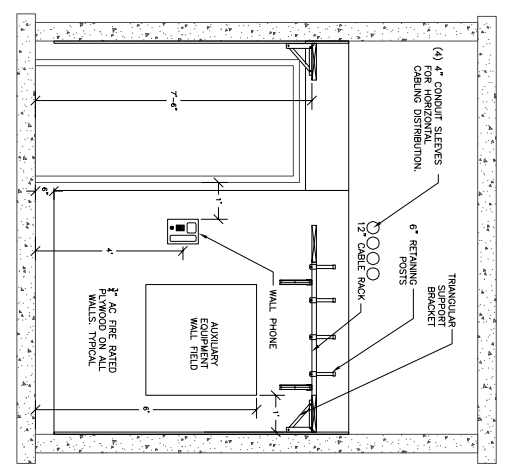 (4) 4" CONDUIT SLEEVES
FOR HORIZONTAL
CABLING DISTRIBUTION.
6" RETAINING
POSTS
TRIANGULAR
SUPPORT
BRACKET
12" CABLE RACK
7'-6"
1'
WALL PHONE
AUXILIARY
EQUIPMENT
WALL FIELD
1'
6"
4'
¾" AC FIRE RATED
PLYWOOD ON ALL
WALLS. TYPICAL
6'